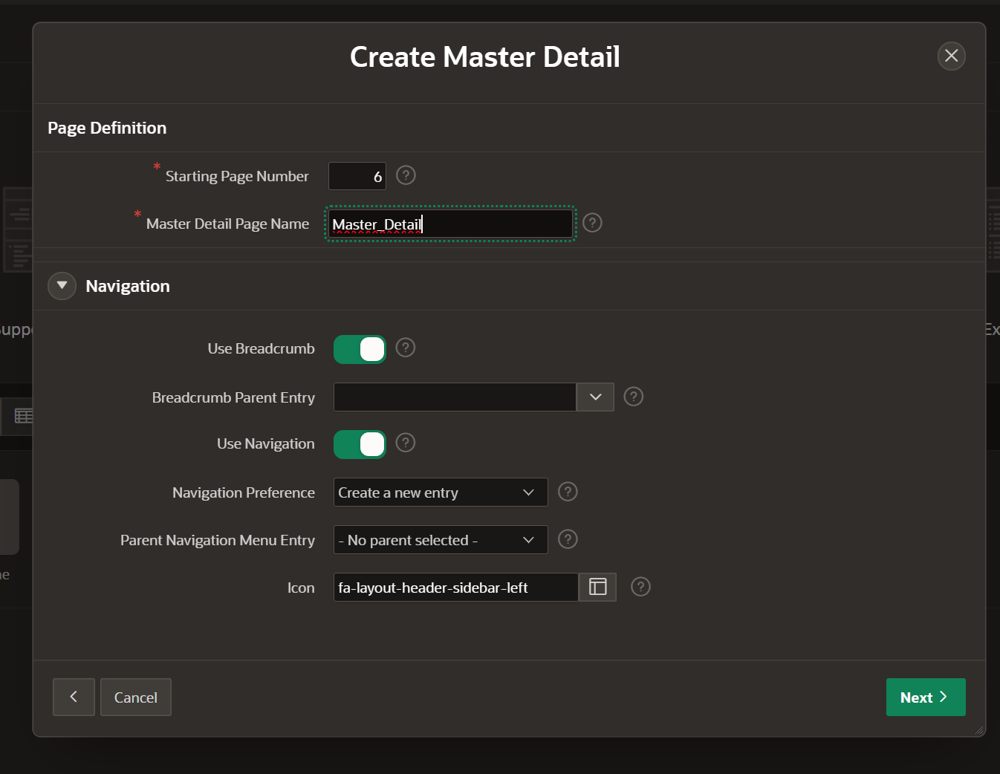 Create Master Detail
Page Definition
* Starting Page Number 6 ?
* Master Detail Page Name Master_Detail ?
Navigation
Use Breadcrumb ?
Breadcrumb Parent Entry ?
Use Navigation ?
Navigation Preference Create a new entry ?
Parent Navigation Menu Entry - No parent selected - ?
Icon fa-layout-header-sidebar-left ?
Cancel Next